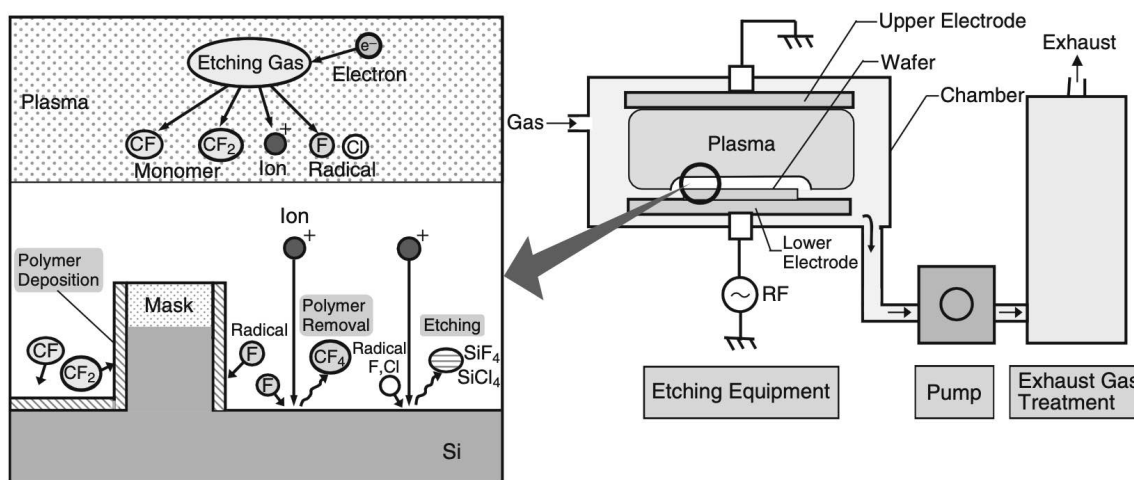 Etching Gas
e⁻
Electron
Plasma
CF
CF₂
+
F
Cl
Monomer
Ion
Radical
Ion
+
+
Polymer
Deposition
Mask
Polymer
Removal
Etching
Radical
F
CF₄
Radical
F,Cl
SiF₄
SiCl₄
CF
CF₂
F
Si
Upper Electrode
Wafer
Exhaust
Chamber
Gas
Plasma
Lower
Electrode
RF
Etching Equipment
Pump
Exhaust Gas
Treatment